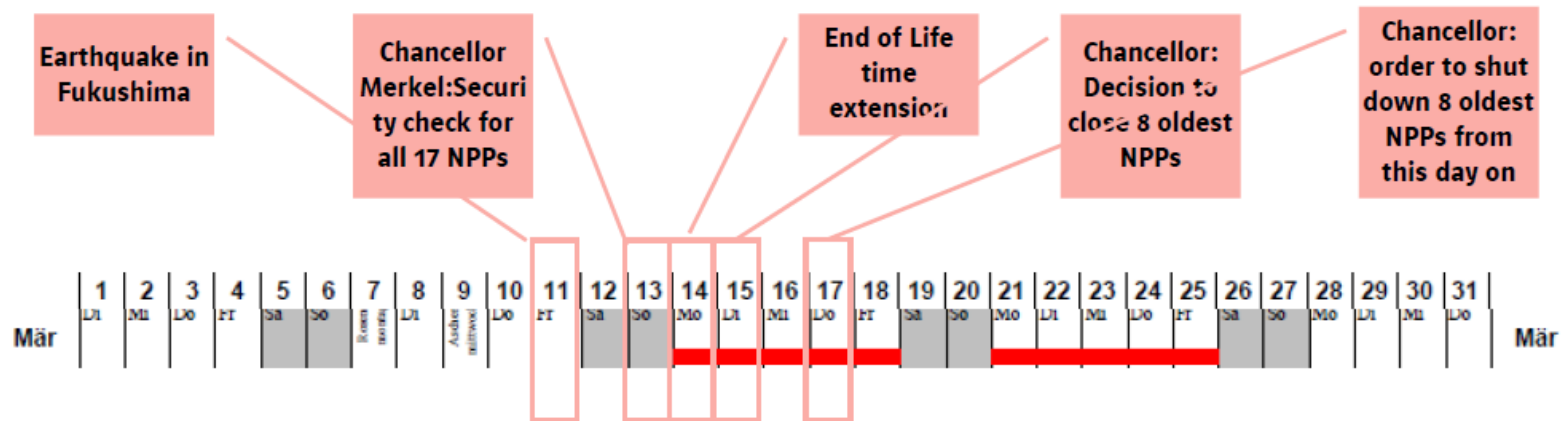 Earthquake in
Fukushima
Chancellor
Merkel:Securi
ty check for
all 17 NPPs
End of Life
time
extension
Chancellor:
Decision to
close 8 oldest
NPPs
Chancellor:
order to shut
down 8 oldest
NPPs from
this day on
1 2 3 4 5 6 7 8 9 10 11 12 13 14 15 16 17 18 19 20 21 22 23 24 25 26 27 28 29 30 31
Mär Di Mi Do Fr Sa So Di Do Fr Sa So Mo Di Mi Do Fr Sa So Mo Di Mi Do Fr Sa So Mo Di Mi Do Mär